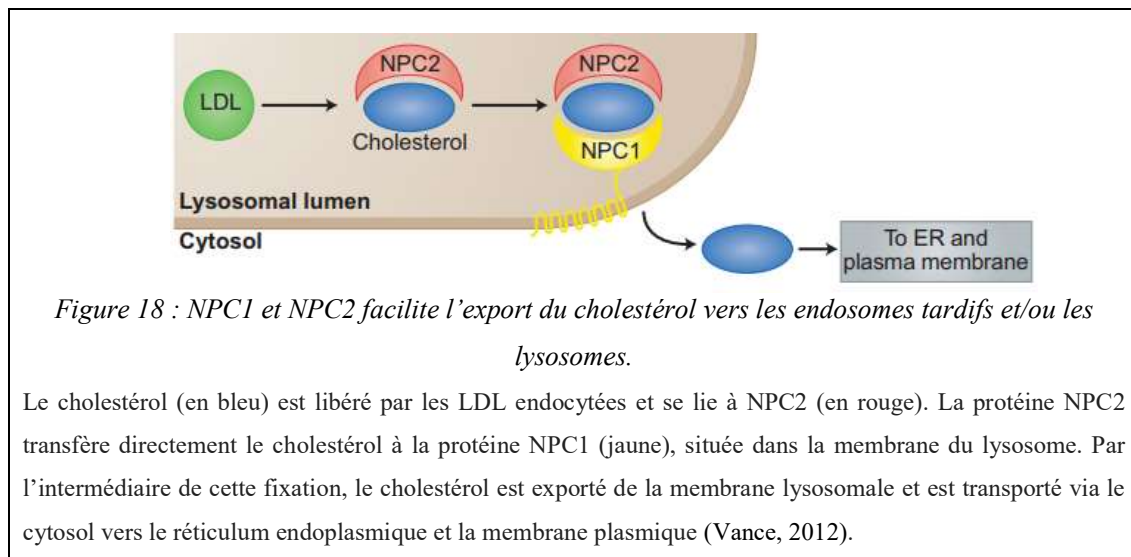 NPC2
NPC2
LDL
Cholesterol
NPC1
Lysosomal lumen
Cytosol
To ER and
plasma membrane
Figure 18 : NPC1 et NPC2 facilite l’export du cholestérol vers les endosomes tardifs et/ou les
lysosomes.
Le cholestérol (en bleu) est libéré par les LDL endocytées et se lie à NPC2 (en rouge). La protéine NPC2
transfère directement le cholestérol à la protéine NPC1 (jaune), située dans la membrane du lysosome. Par
l’intermédiaire de cette fixation, le cholestérol est exporté de la membrane lysosomale et est transporté via le
cytosol vers le réticulum endoplasmique et la membrane plasmique (Vance, 2012).